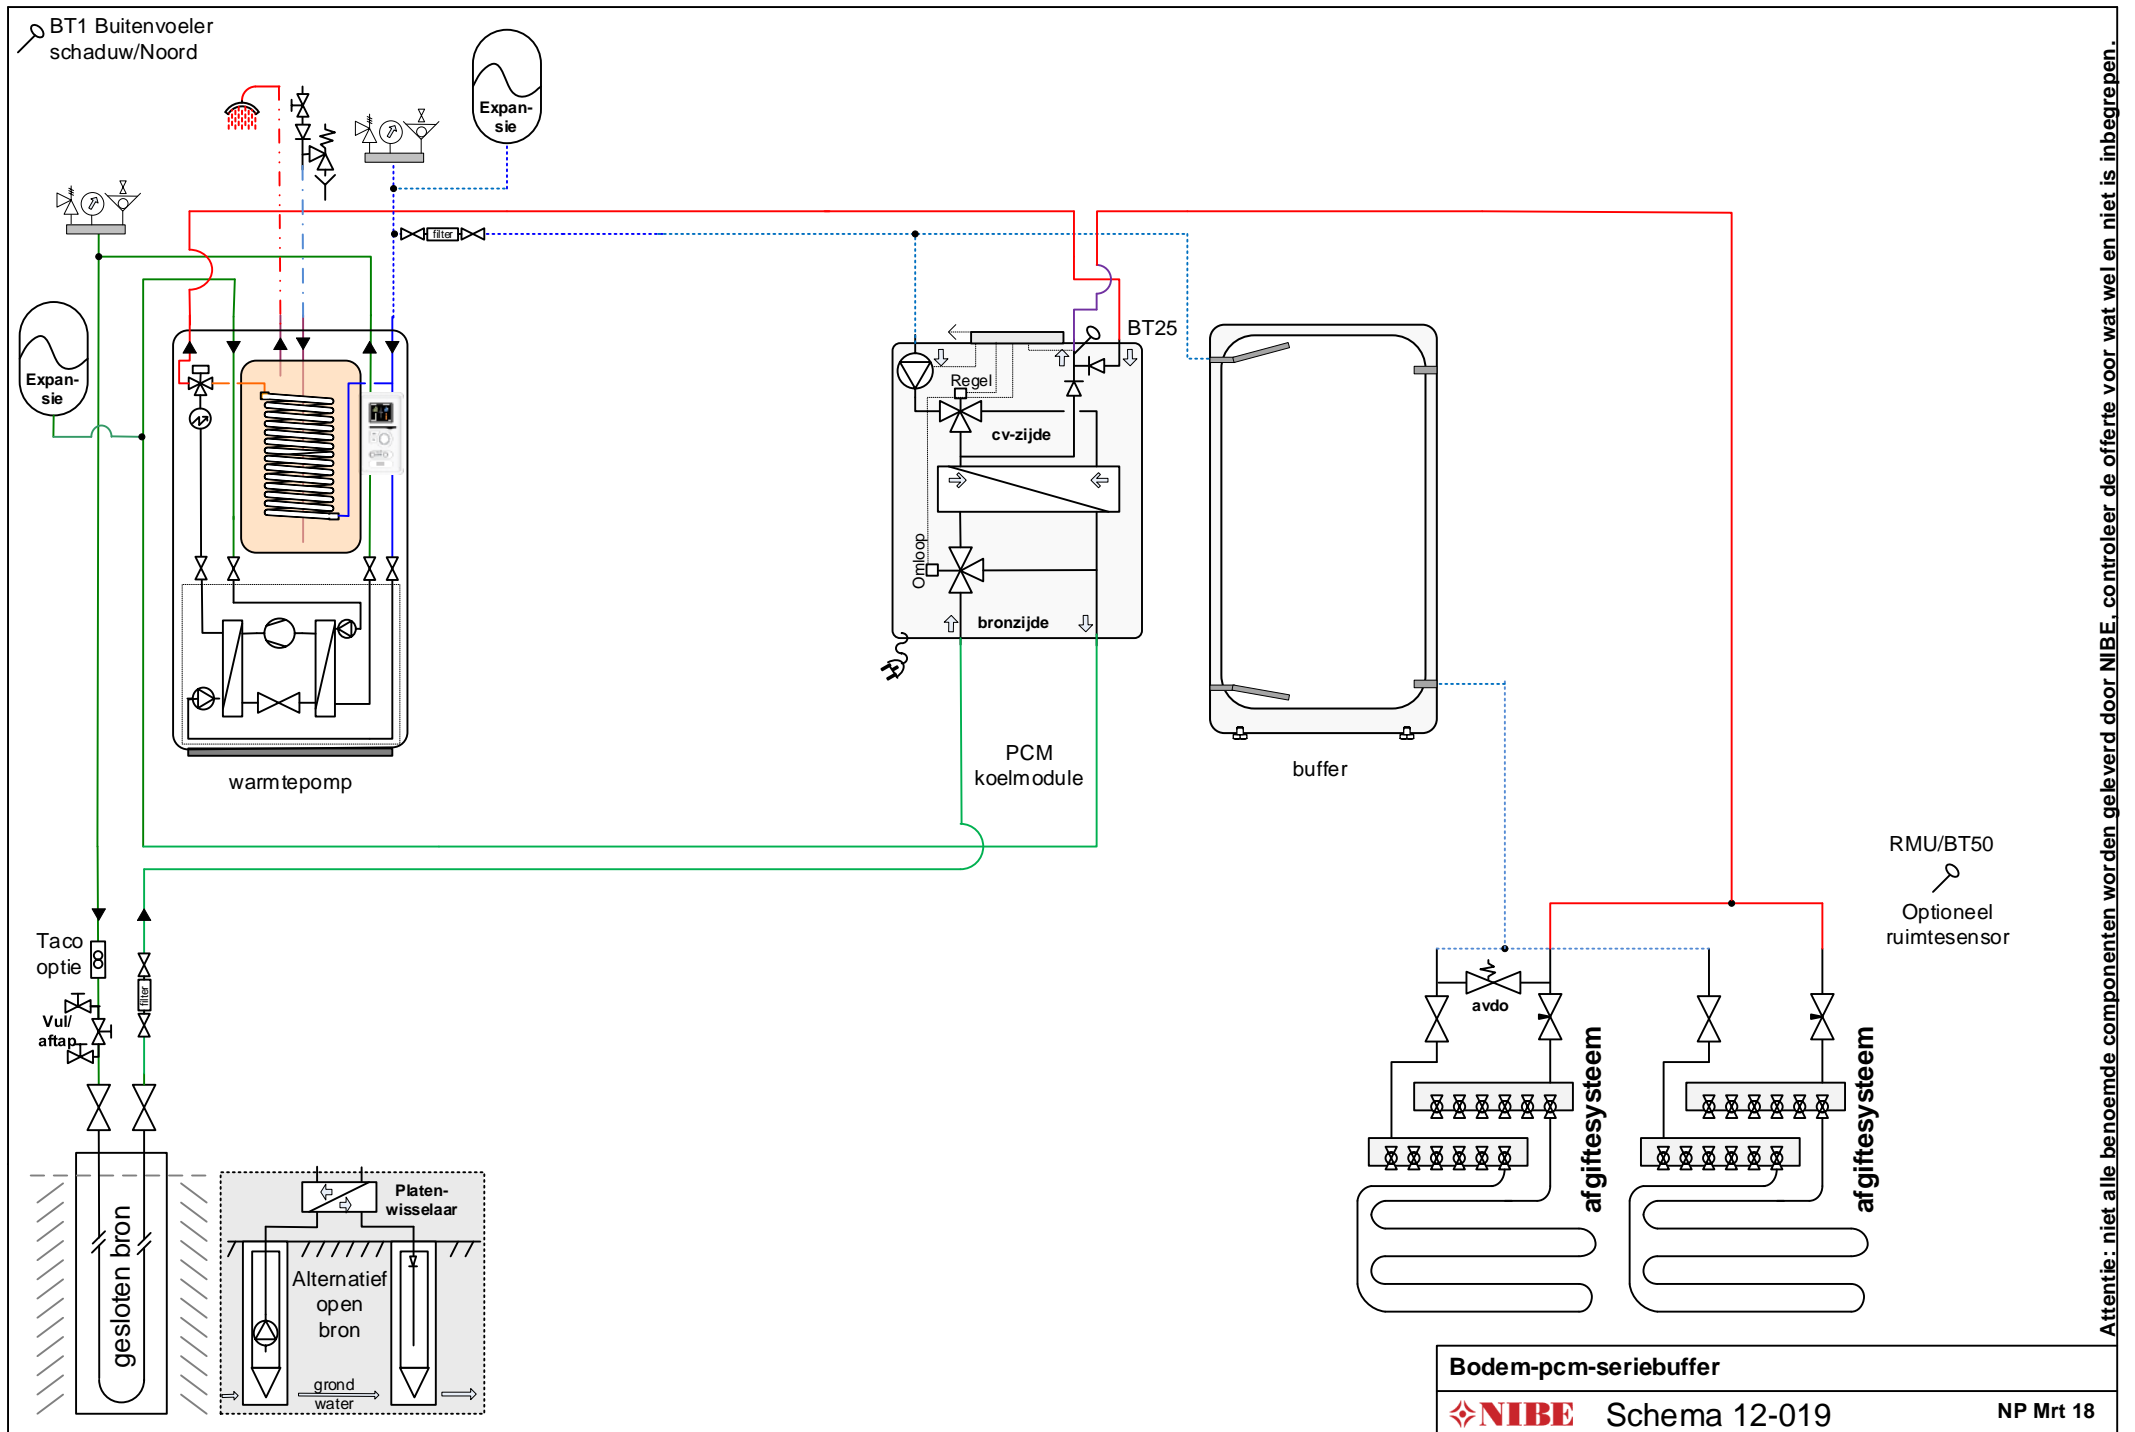 BT1 Buitenvoeler
schaduw/Noord
Expan-
sie
filter
Expan-
sie
BT25
Regel
cv-zijde
Omloop
bronzijde
PCM
koelmodule
warmtepomp
buffer
RMU/BT50
Optioneel
ruimtesensor
Taco
optie
filter
Vul/
aftap
avdo
afgiftesysteem
afgiftesysteem
gesloten bron
Platen-
wisselaar
Alternatief
open
bron
grond
water
Attentie: niet alle benoemde componenten worden geleverd door NIBE, controleer de offerte voor wat wel en niet is inbegrepen.
Bodem-pcm-seriebuffer
NIBE
Schema 12-019
NP Mrt 18